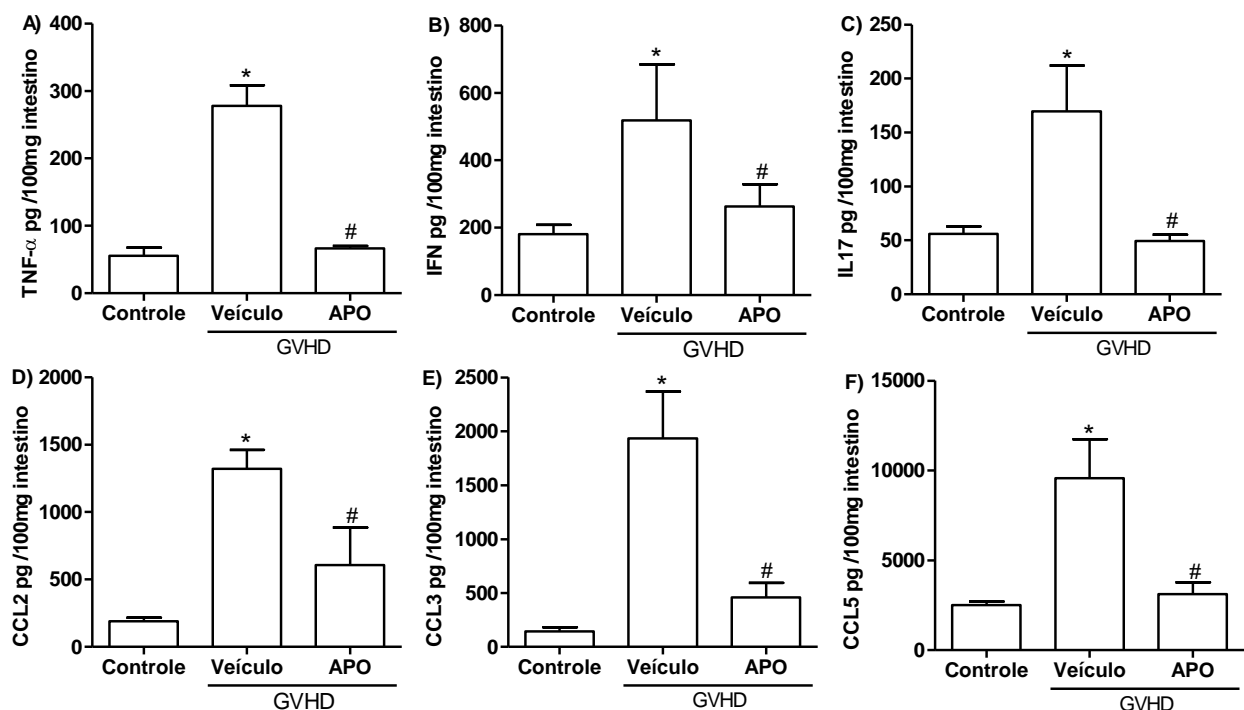 A)
TNF-α pg /100mg intestino
400
300
200
100
0
*
#
Controle Veículo APO
GVHD
B)
IFN pg /100mg intestino
800
600
400
200
0
*
#
Controle Veículo APO
GVHD
C)
IL17 pg /100mg intestino
250
200
150
100
50
0
*
#
Controle Veículo APO
GVHD
D)
CCL2 pg /100mg intestino
2000
1500
1000
500
0
*
#
Controle Veículo APO
GVHD
E)
CCL3 pg /100mg intestino
2500
2000
1500
1000
500
0
*
#
Controle Veículo APO
GVHD
F)
CCL5 pg /100mg intestino
15000
10000
5000
0
*
#
Controle Veículo APO
GVHD